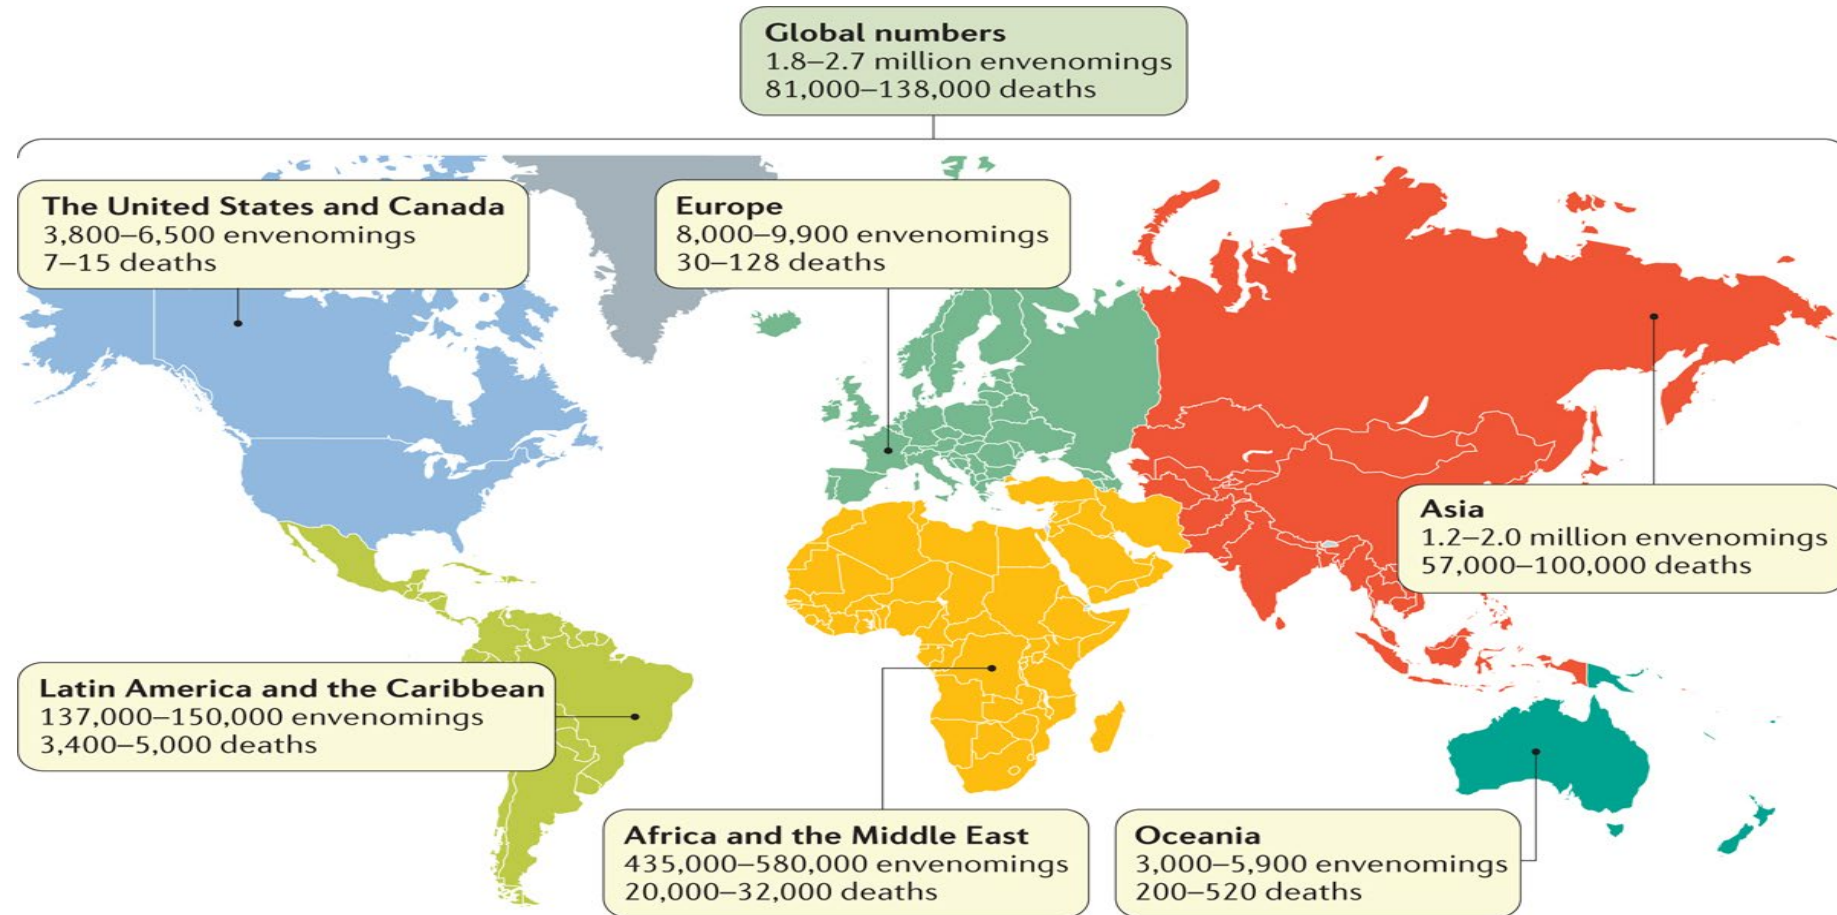 Global numbers
1.8–2.7 million envenomings
81,000–138,000 deaths
The United States and Canada
3,800–6,500 envenomings
7–15 deaths
Europe
8,000–9,900 envenomings
30–128 deaths
Asia
1.2–2.0 million envenomings
57,000–100,000 deaths
Latin America and the Caribbean
137,000–150,000 envenomings
3,400–5,000 deaths
Africa and the Middle East
435,000–580,000 envenomings
20,000–32,000 deaths
Oceania
3,000–5,900 envenomings
200–520 deaths